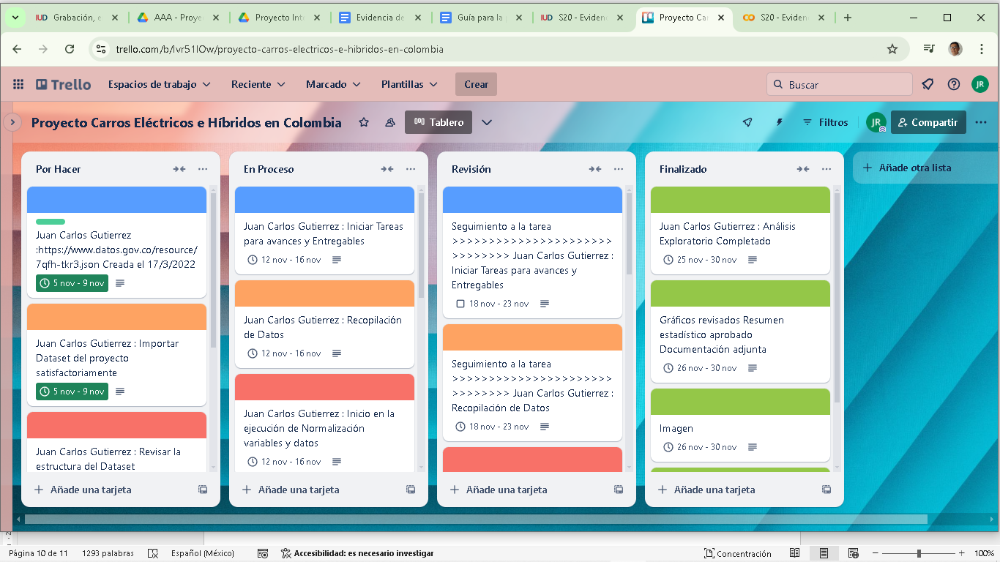 Grabación, e
AAA - Proye
Proyecto Int
Evidencia de
Guía para la
S20 - Eviden
Proyecto Ca
S20 - Eviden
trello.com/b/lvr51lOw/proyecto-carros-electricos-e-hibridos-en-colombia
Trello
Espacios de trabajo
Reciente
Marcado
Plantillas
Crear
Buscar
JR
Proyecto Carros Eléctricos e Híbridos en Colombia
Tablero
Filtros
JR
Compartir
Por Hacer
Juan Carlos Gutierrez
:https://www.datos.gov.co/resource/
7qfh-tkr3.json Creada el 17/3/2022
5 nov - 9 nov
Juan Carlos Gutierrez : Importar
Dataset del proyecto
satisfactoriamente
5 nov - 9 nov
Juan Carlos Gutierrez : Revisar la
estructura del Dataset
Añade una tarjeta
En Proceso
Juan Carlos Gutierrez : Iniciar Tareas
para avances y Entregables
12 nov - 16 nov
Juan Carlos Gutierrez : Recopilación
de Datos
12 nov - 16 nov
Juan Carlos Gutierrez : Inicio en la
ejecución de Normalización
variables y datos
12 nov - 16 nov
Añade una tarjeta
Revisión
Seguimiento a la tarea
>>>>>>>>>>>>>>>>>>>>>>
>>>>>>>> Juan Carlos Gutierrez :
Iniciar Tareas para avances y
Entregables
18 nov - 23 nov
Seguimiento a la tarea
>>>>>>>>>>>>>>>>>>>>>>
>>>>>>>> Juan Carlos Gutierrez :
Recopilación de Datos
18 nov - 23 nov
Añade una tarjeta
Finalizado
Juan Carlos Gutierrez : Análisis
Exploratorio Completado
25 nov - 30 nov
Gráficos revisados Resumen
estadístico aprobado
Documentación adjunta
26 nov - 30 nov
Imagen
26 nov - 30 nov
Añade una tarjeta
Añade otra lista
Página 10 de 11
1293 palabras
Español (México)
Accesibilidad: es necesario investigar
Concentración
100%